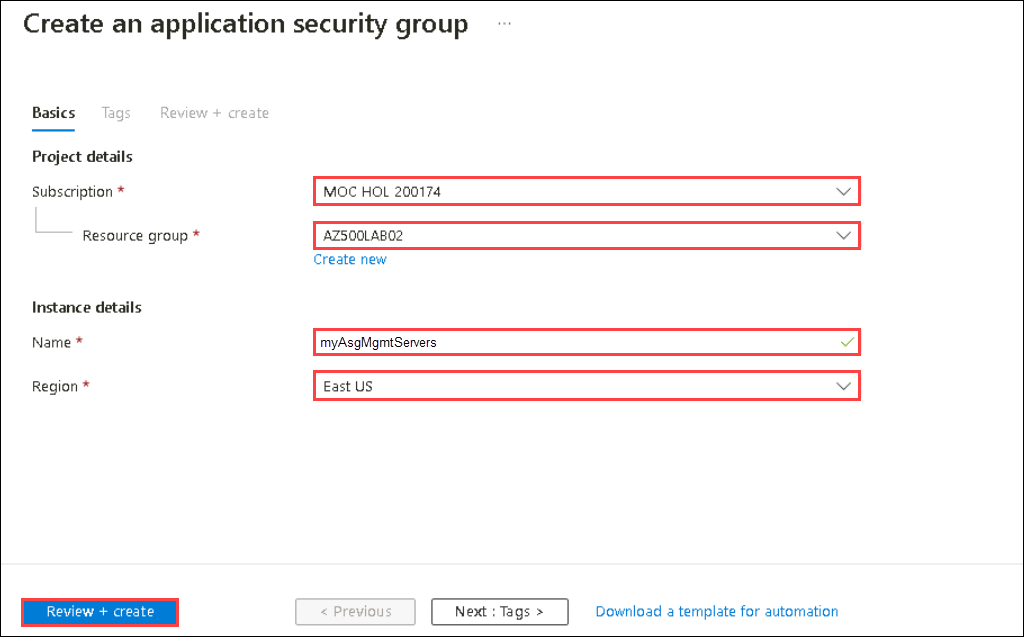 Create an application security group ...
Basics Tags Review + create
Project details
Subscription * MOC HOL 200174
Resource group * AZ500LAB02
Create new
Instance details
Name * myAsgMgmtServers
Region * East US
Review + create < Previous Next : Tags > Download a template for automation